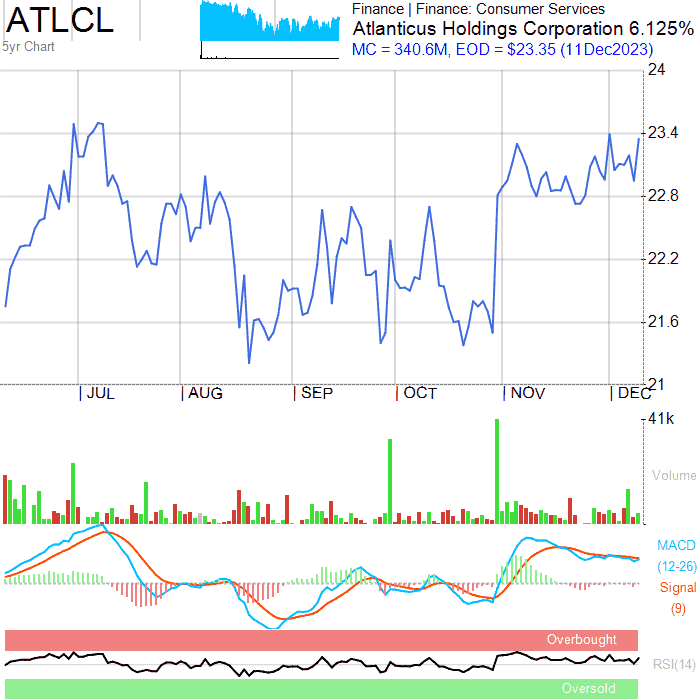 ATLCL
5yr Chart
Finance | Finance: Consumer Services
Atlanticus Holdings Corporation 6.125%
MC = 340.6M, EOD = $23.35 (11Dec2023)
24
23.4
22.8
22.2
21.6
21
JUL AUG SEP OCT NOV DEC
41k
Volume
MACD
(12-26)
Signal
(9)
Overbought
RSI(14)
Oversold